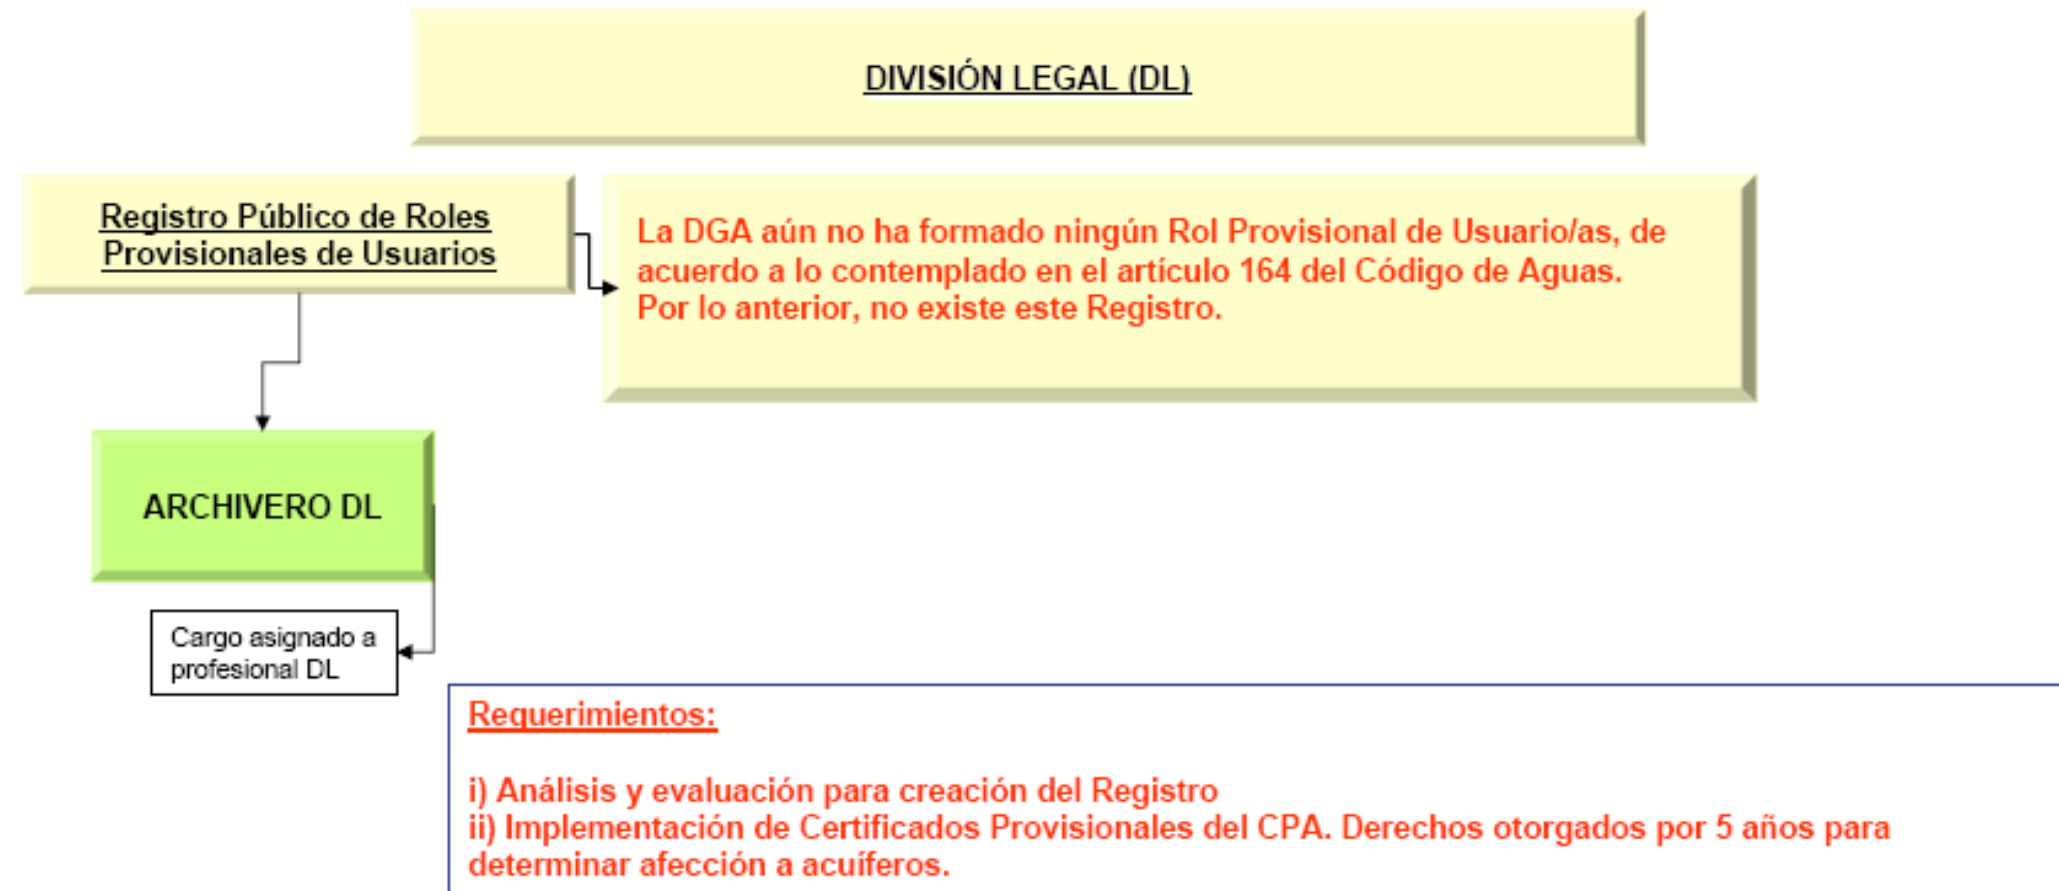 DIVISIÓN LEGAL (DL)
Registro Público de Roles
Provisionales de Usuarios
La DGA aún no ha formado ningún Rol Provisional de Usuario/as, de
acuerdo a lo contemplado en el artículo 164 del Código de Aguas.
Por lo anterior, no existe este Registro.
ARCHIVERO DL
Cargo asignado a
profesional DL
Requerimientos:
i) Análisis y evaluación para creación del Registro
ii) Implementación de Certificados Provisionales del CPA. Derechos otorgados por 5 años para
determinar afección a acuíferos.